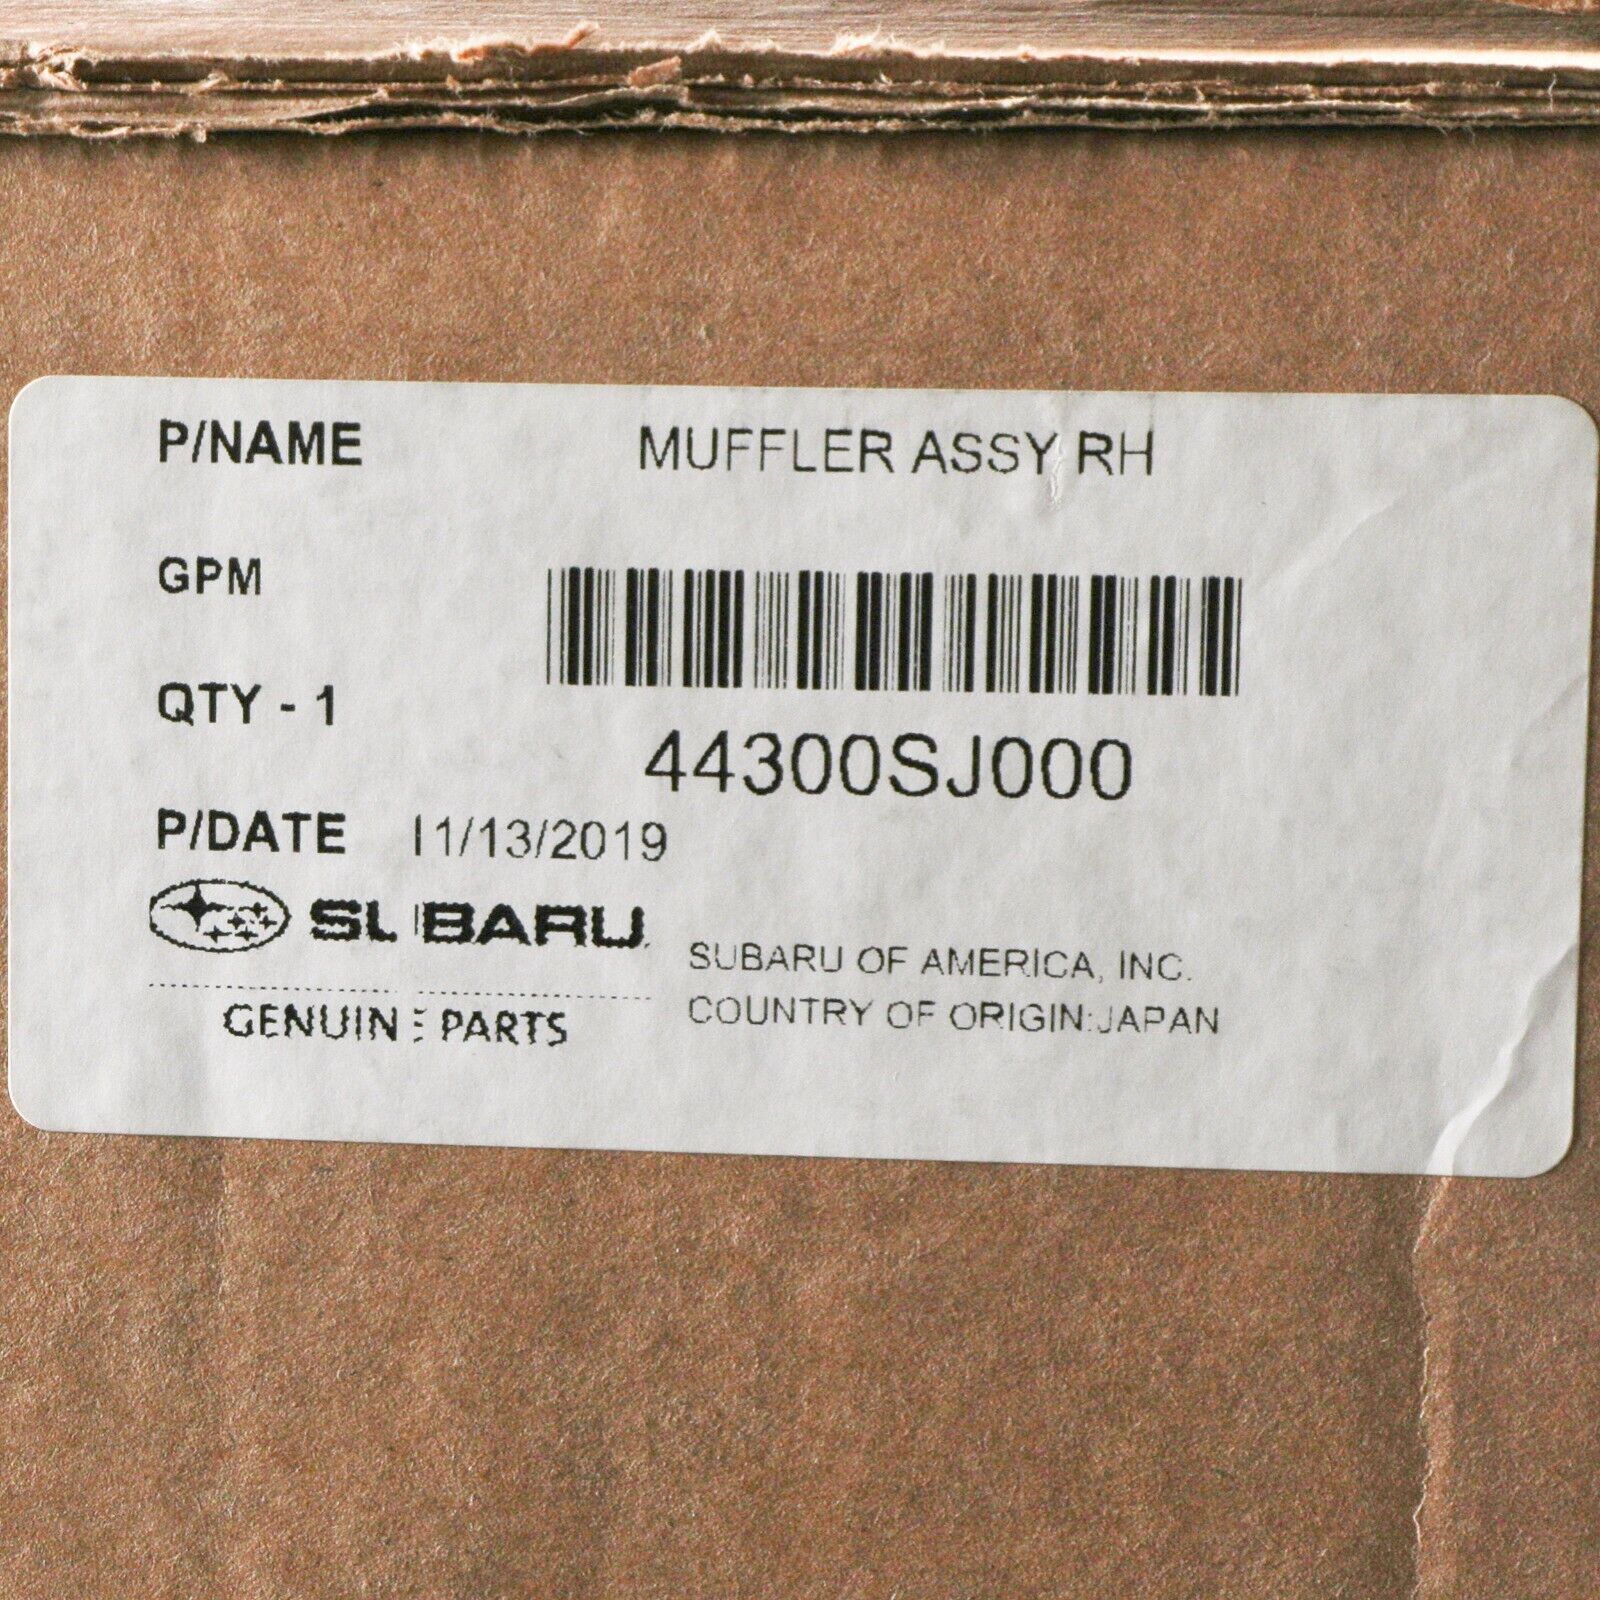 P/NAME MUFFLER ASSY RH
GPM
QTY - 1
44300SJ000
P/DATE 11/13/2019
SUBARU
GENUINE PARTS
SUBARU OF AMERICA, INC.
COUNTRY OF ORIGIN:JAPAN